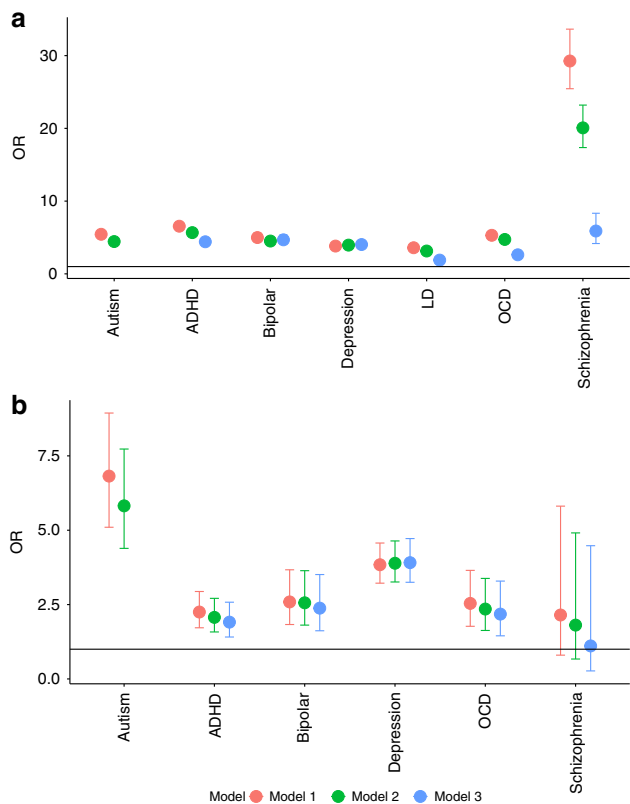 a
30
20
10
0
OR
Autism
ADHD
Bipolar
Depression
LD
OCD
Schizophrenia
b
7.5
5.0
2.5
0.0
OR
Autism
ADHD
Bipolar
Depression
OCD
Schizophrenia
Model Model 1 Model 2 Model 3